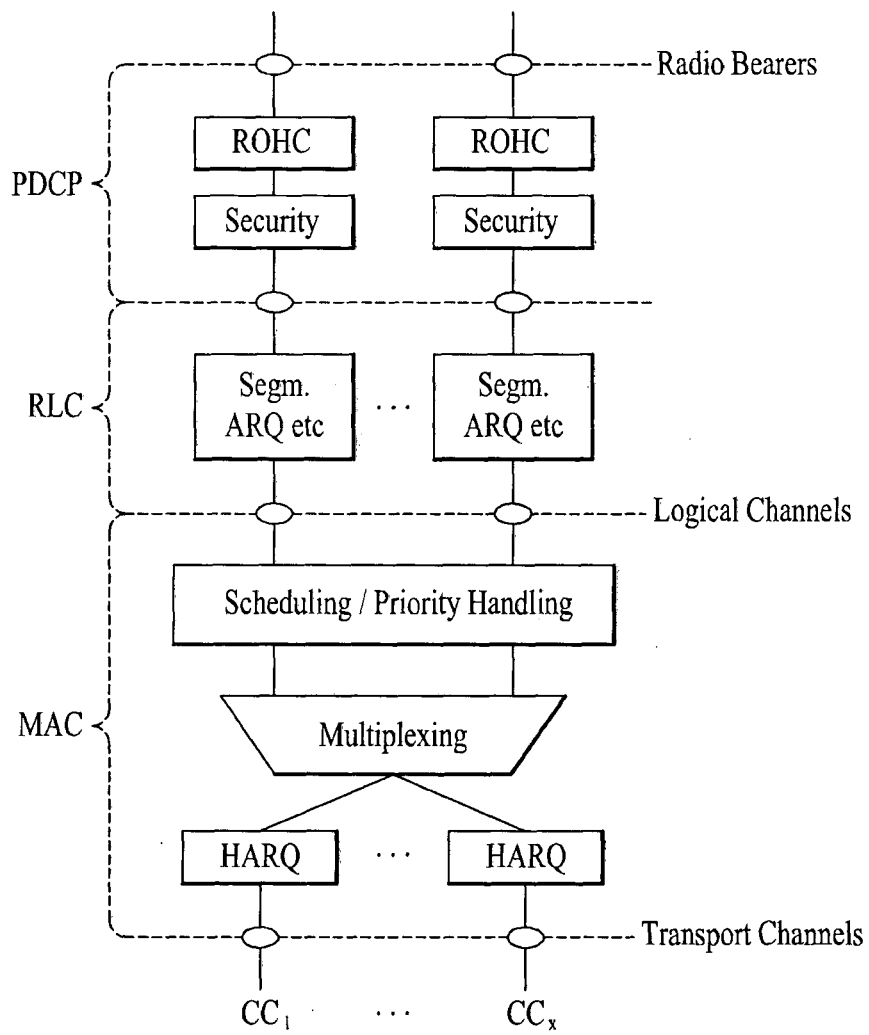 Radio Bearers
ROHC ROHC
PDCP
Security Security
Segm. ARQ etc ... Segm. ARQ etc
RLC
Logical Channels
Scheduling / Priority Handling
MAC
Multiplexing
HARQ ... HARQ
Transport Channels
CC₁ ... CCₓ